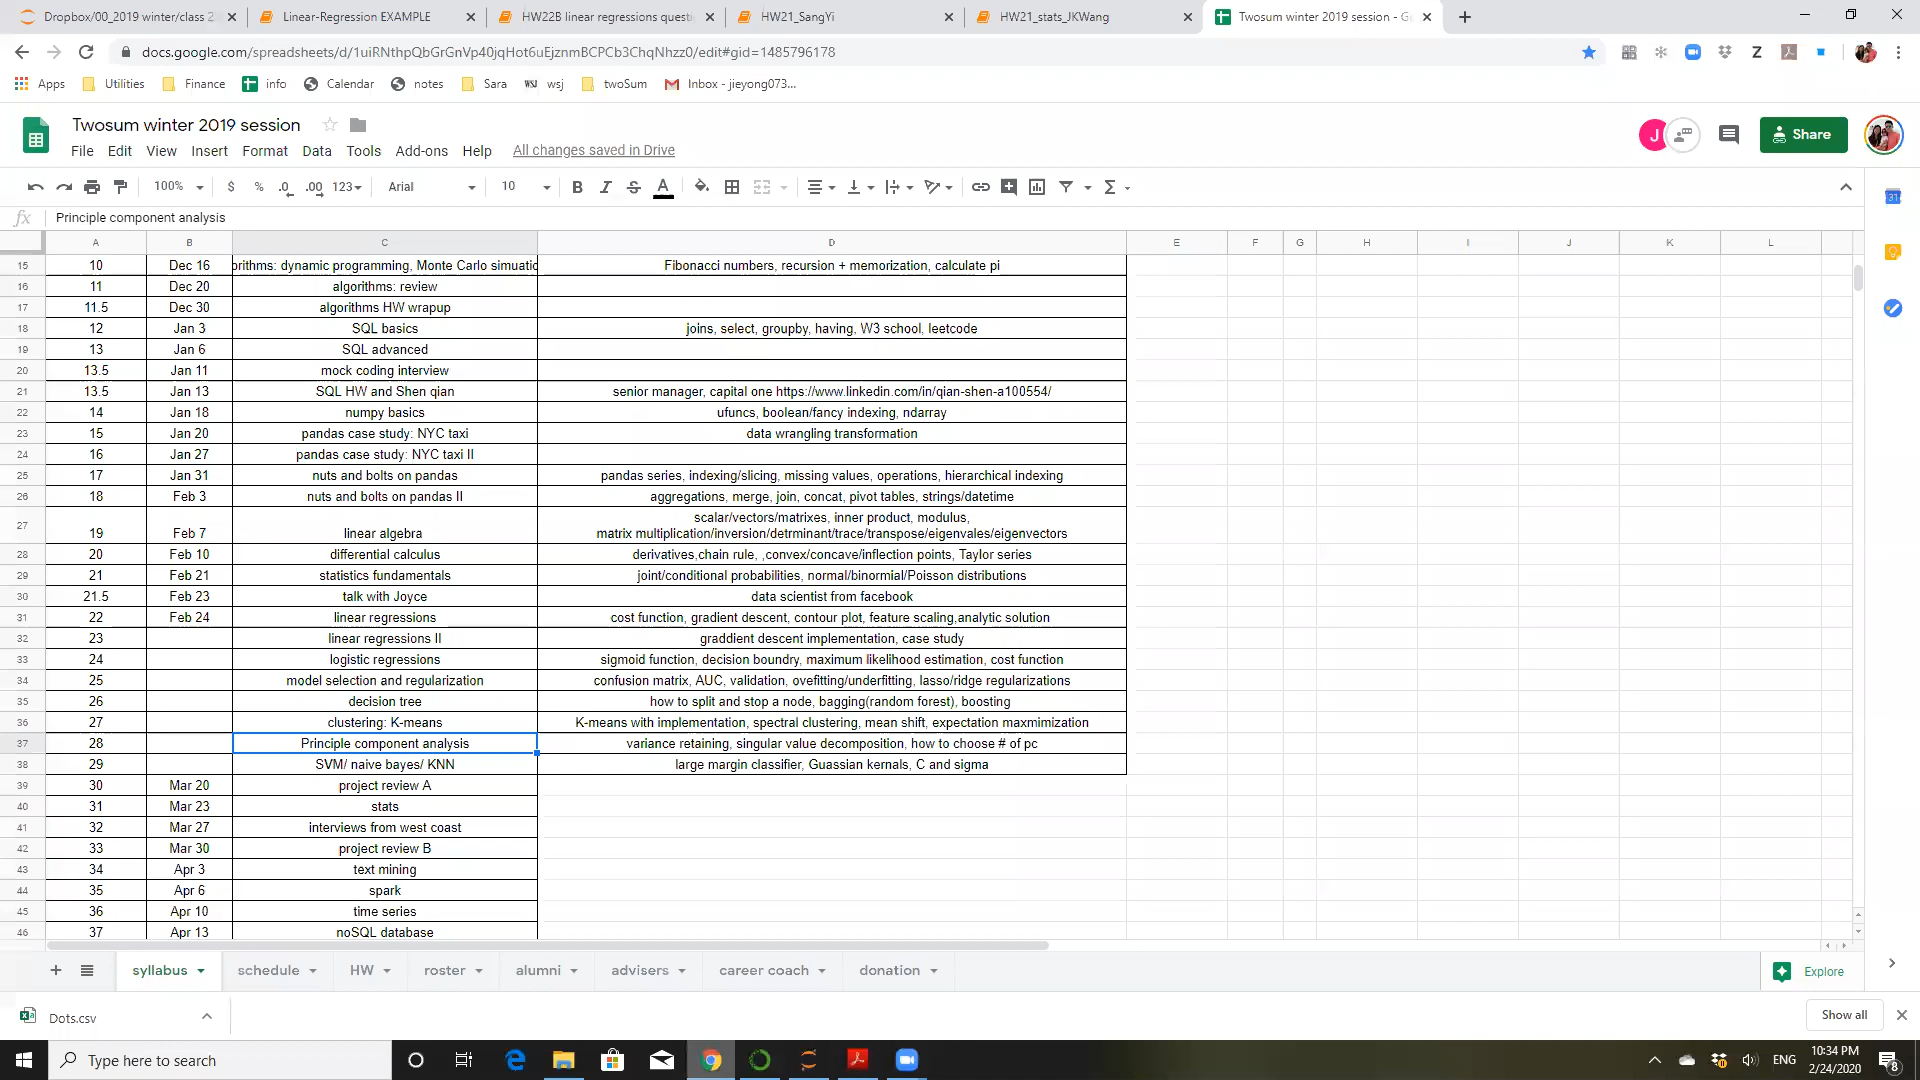 Dropbox/00_2019 winter/class 2
Linear-Regression EXAMPLE
HW22B linear regressions questi
HW21_SangYi
HW21_stats_JKWang
Twosum winter 2019 session - G
docs.google.com/spreadsheets/d/1uiRNthpQbGrGnVp40jqHot6uEjznmBCPCb3ChqNhzz0/edit#gid=1485796178
Apps Utilities Finance info Calendar notes Sara wsj twoSum Inbox - jieyong073...
Twosum winter 2019 session
File Edit View Insert Format Data Tools Add-ons Help All changes saved in Drive
J
Share
100% $ % .0 .00 123 Arial 10 B I S A
fx Principle component analysis
A B C D E F G H I J K L
15 10 Dec 16 orithms: dynamic programming, Monte Carlo simuatio Fibonacci numbers, recursion + memorization, calculate pi
16 11 Dec 20 algorithms: review
17 11.5 Dec 30 algorithms HW wrapup
18 12 Jan 3 SQL basics joins, select, groupby, having, W3 school, leetcode
19 13 Jan 6 SQL advanced
20 13.5 Jan 11 mock coding interview
21 13.5 Jan 13 SQL HW and Shen qian senior manager, capital one https://www.linkedin.com/in/qian-shen-a100554/
22 14 Jan 18 numpy basics ufuncs, boolean/fancy indexing, ndarray
23 15 Jan 20 pandas case study: NYC taxi data wrangling transformation
24 16 Jan 27 pandas case study: NYC taxi II
25 17 Jan 31 nuts and bolts on pandas pandas series, indexing/slicing, missing values, operations, hierarchical indexing
26 18 Feb 3 nuts and bolts on pandas II aggregations, merge, join, concat, pivot tables, strings/datetime
scalar/vectors/matrixes, inner product, modulus,
27 19 Feb 7 linear algebra matrix multiplication/inversion/detrminant/trace/transpose/eigenvales/eigenvectors
28 20 Feb 10 differential calculus derivatives,chain rule, ,convex/concave/inflection points, Taylor series
29 21 Feb 21 statistics fundamentals joint/conditional probabilities, normal/binormial/Poisson distributions
30 21.5 Feb 23 talk with Joyce data scientist from facebook
31 22 Feb 24 linear regressions cost function, gradient descent, contour plot, feature scaling,analytic solution
32 23 linear regressions II graddient descent implementation, case study
33 24 logistic regressions sigmoid function, decision boundry, maximum likelihood estimation, cost function
34 25 model selection and regularization confusion matrix, AUC, validation, ovefitting/underfitting, lasso/ridge regularizations
35 26 decision tree how to split and stop a node, bagging(random forest), boosting
36 27 clustering: K-means K-means with implementation, spectral clustering, mean shift, expectation maxmimization
37 28 Principle component analysis variance retaining, singular value decomposition, how to choose # of pc
38 29 SVM/ naive bayes/ KNN large margin classifier, Guassian kernals, C and sigma
39 30 Mar 20 project review A
40 31 Mar 23 stats
41 32 Mar 27 interviews from west coast
42 33 Mar 30 project review B
43 34 Apr 3 text mining
44 35 Apr 6 spark
45 36 Apr 10 time series
46 37 Apr 13 noSQL database
syllabus schedule HW roster alumni advisers career coach donation Explore
Dots.csv Show all
Type here to search
ENG
10:34 PM
2/24/2020
8